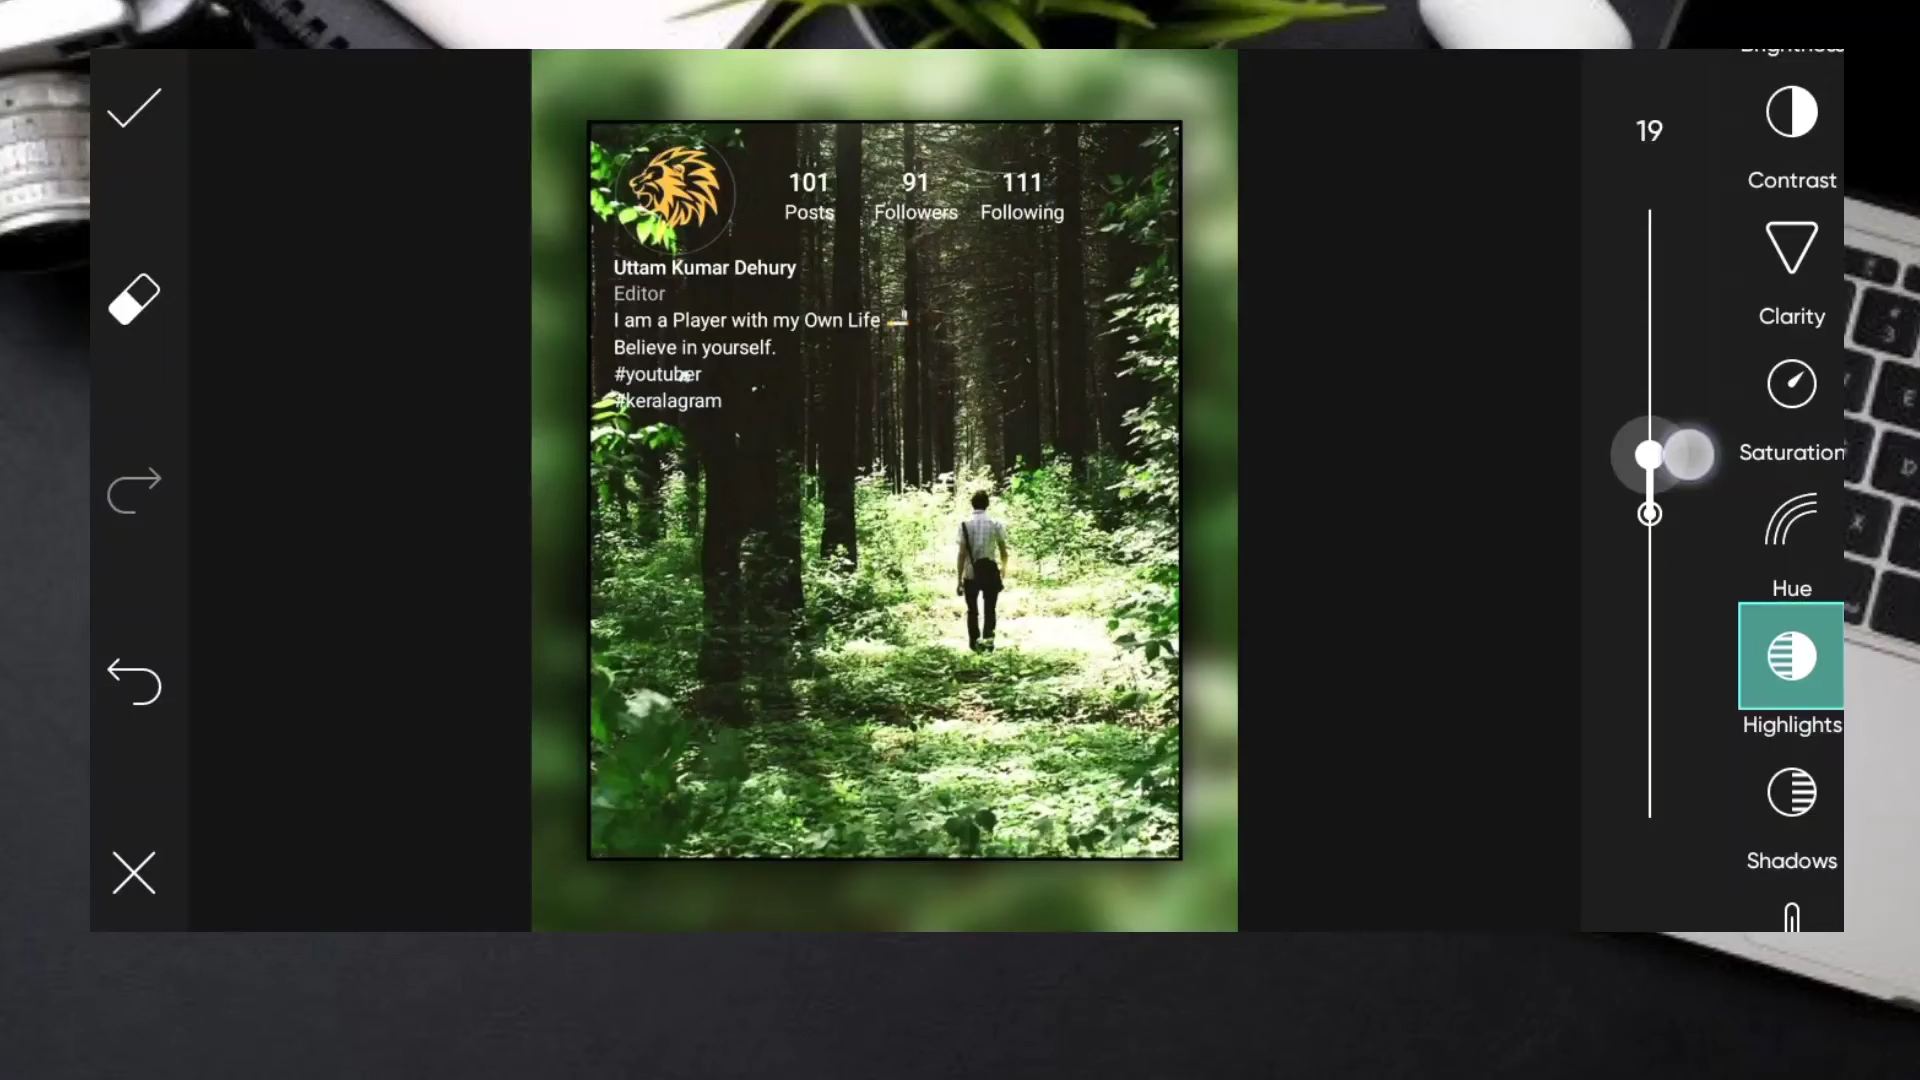 Brightness
19
Contrast
101 91 111
Posts Followers Following
Uttam Kumar Dehury
Editor
I am a Player with my Own Life 🚬
Believe in yourself.
#youtuber
#keralagram
Clarity
Saturation
Hue
Highlights
Shadows